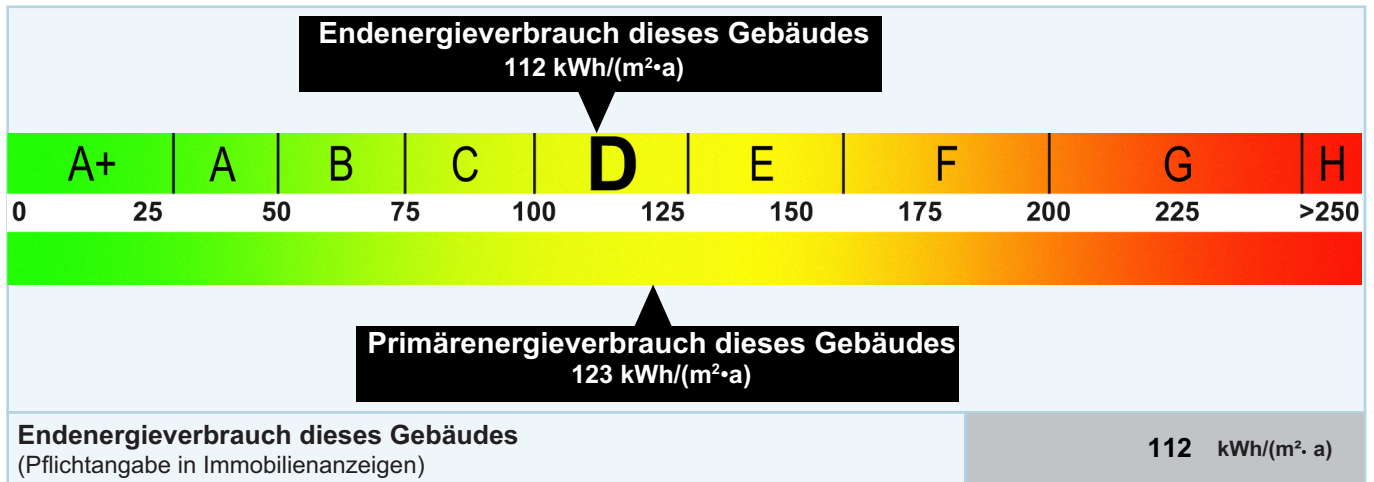 Endenergieverbrauch dieses Gebäudes
112 kWh/(m²•a)
A+ A B C D E F G H
0 25 50 75 100 125 150 175 200 225 >250
Primärenergieverbrauch dieses Gebäudes
123 kWh/(m²•a)
Endenergieverbrauch dieses Gebäudes
(Pflichtangabe in Immobilienanzeigen)
112 kWh/(m²· a)